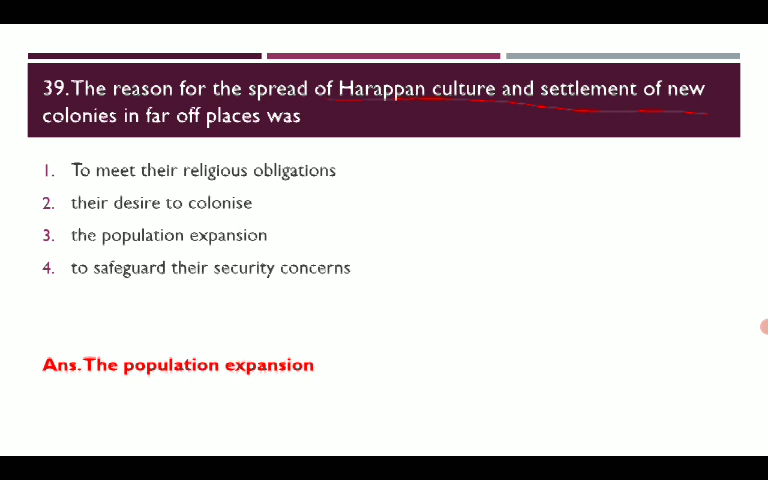 39.The reason for the spread of Harappan culture and settlement of new
colonies in far off places was
1. To meet their religious obligations
2. their desire to colonise
3. the population expansion
4. to safeguard their security concerns
Ans.The population expansion